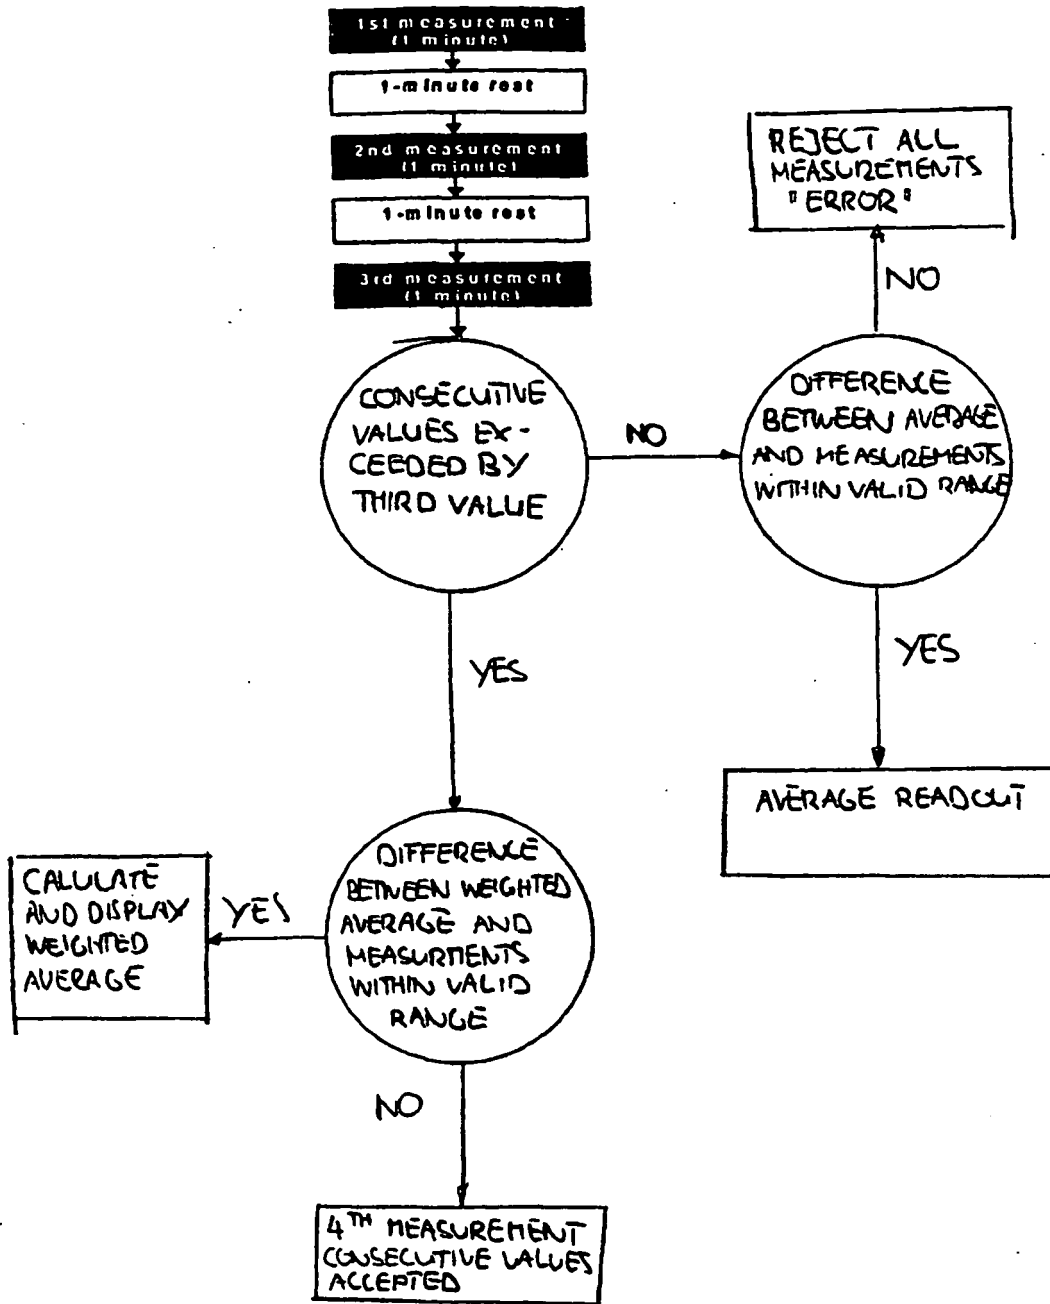 1st measurement
(1 minute)
1-minute rest
2nd measurement
(1 minute)
1-minute rest
3rd measurement
(1 minute)
REJECT ALL
MEASUREMENTS
"ERROR"
NO
CONSECUTIVE
VALUES EX-
CEEDED BY
THIRD VALUE
NO
DIFFERENCE
BETWEEN AVERAGE
AND MEASUREMENTS
WITHIN VALID RANGE
YES
YES
AVERAGE READOUT
DIFFERENCE
BETWEEN WEIGHTED
AVERAGE AND
MEASURMENTS
WITHIN VALID
RANGE
YES
CALULATE
AND DISPLAY
WEIGHTED
AVERAGE
NO
4TH MEASUREMENT
CONSECUTIVE VALUES
ACCEPTED